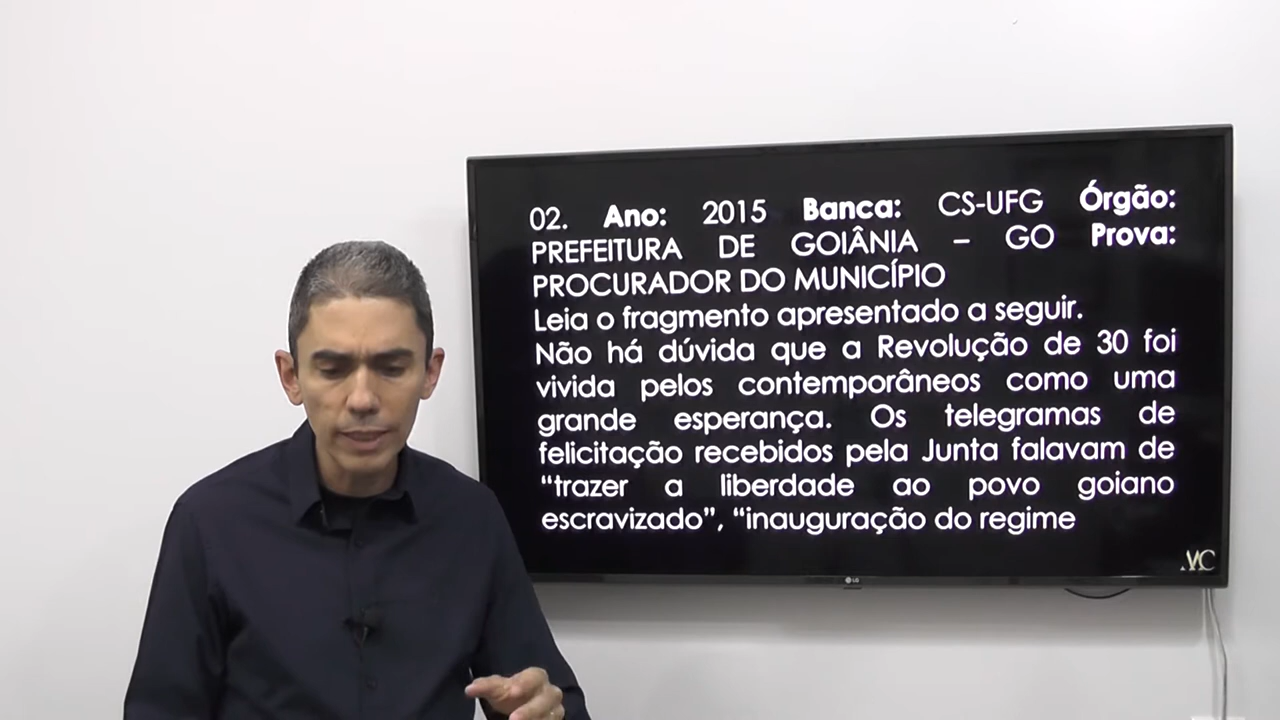 02. Ano: 2015 Banca: CS-UFG Órgão:
PREFEITURA DE GOIÂNIA – GO Prova:
PROCURADOR DO MUNICÍPIO
Leia o fragmento apresentado a seguir.
Não há dúvida que a Revolução de 30 foi
vivida pelos contemporâneos como uma
grande esperança. Os telegramas de
felicitação recebidos pela Junta falavam de
“trazer a liberdade ao povo goiano
escravizado”, “inauguração do regime
MC
LG